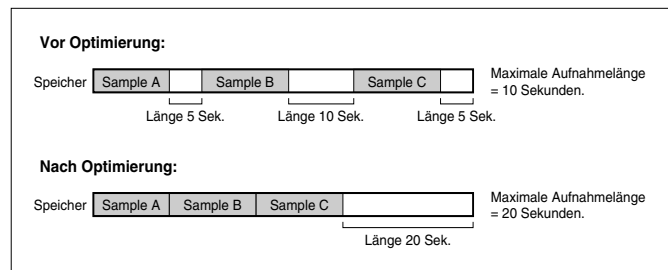 Vor Optimierung:
Speicher Sample A Sample B Sample C Maximale Aufnahmelänge
= 10 Sekunden.
Länge 5 Sek. Länge 10 Sek. Länge 5 Sek.
Nach Optimierung:
Speicher Sample A Sample B Sample C Maximale Aufnahmelänge
= 20 Sekunden.
Länge 20 Sek.